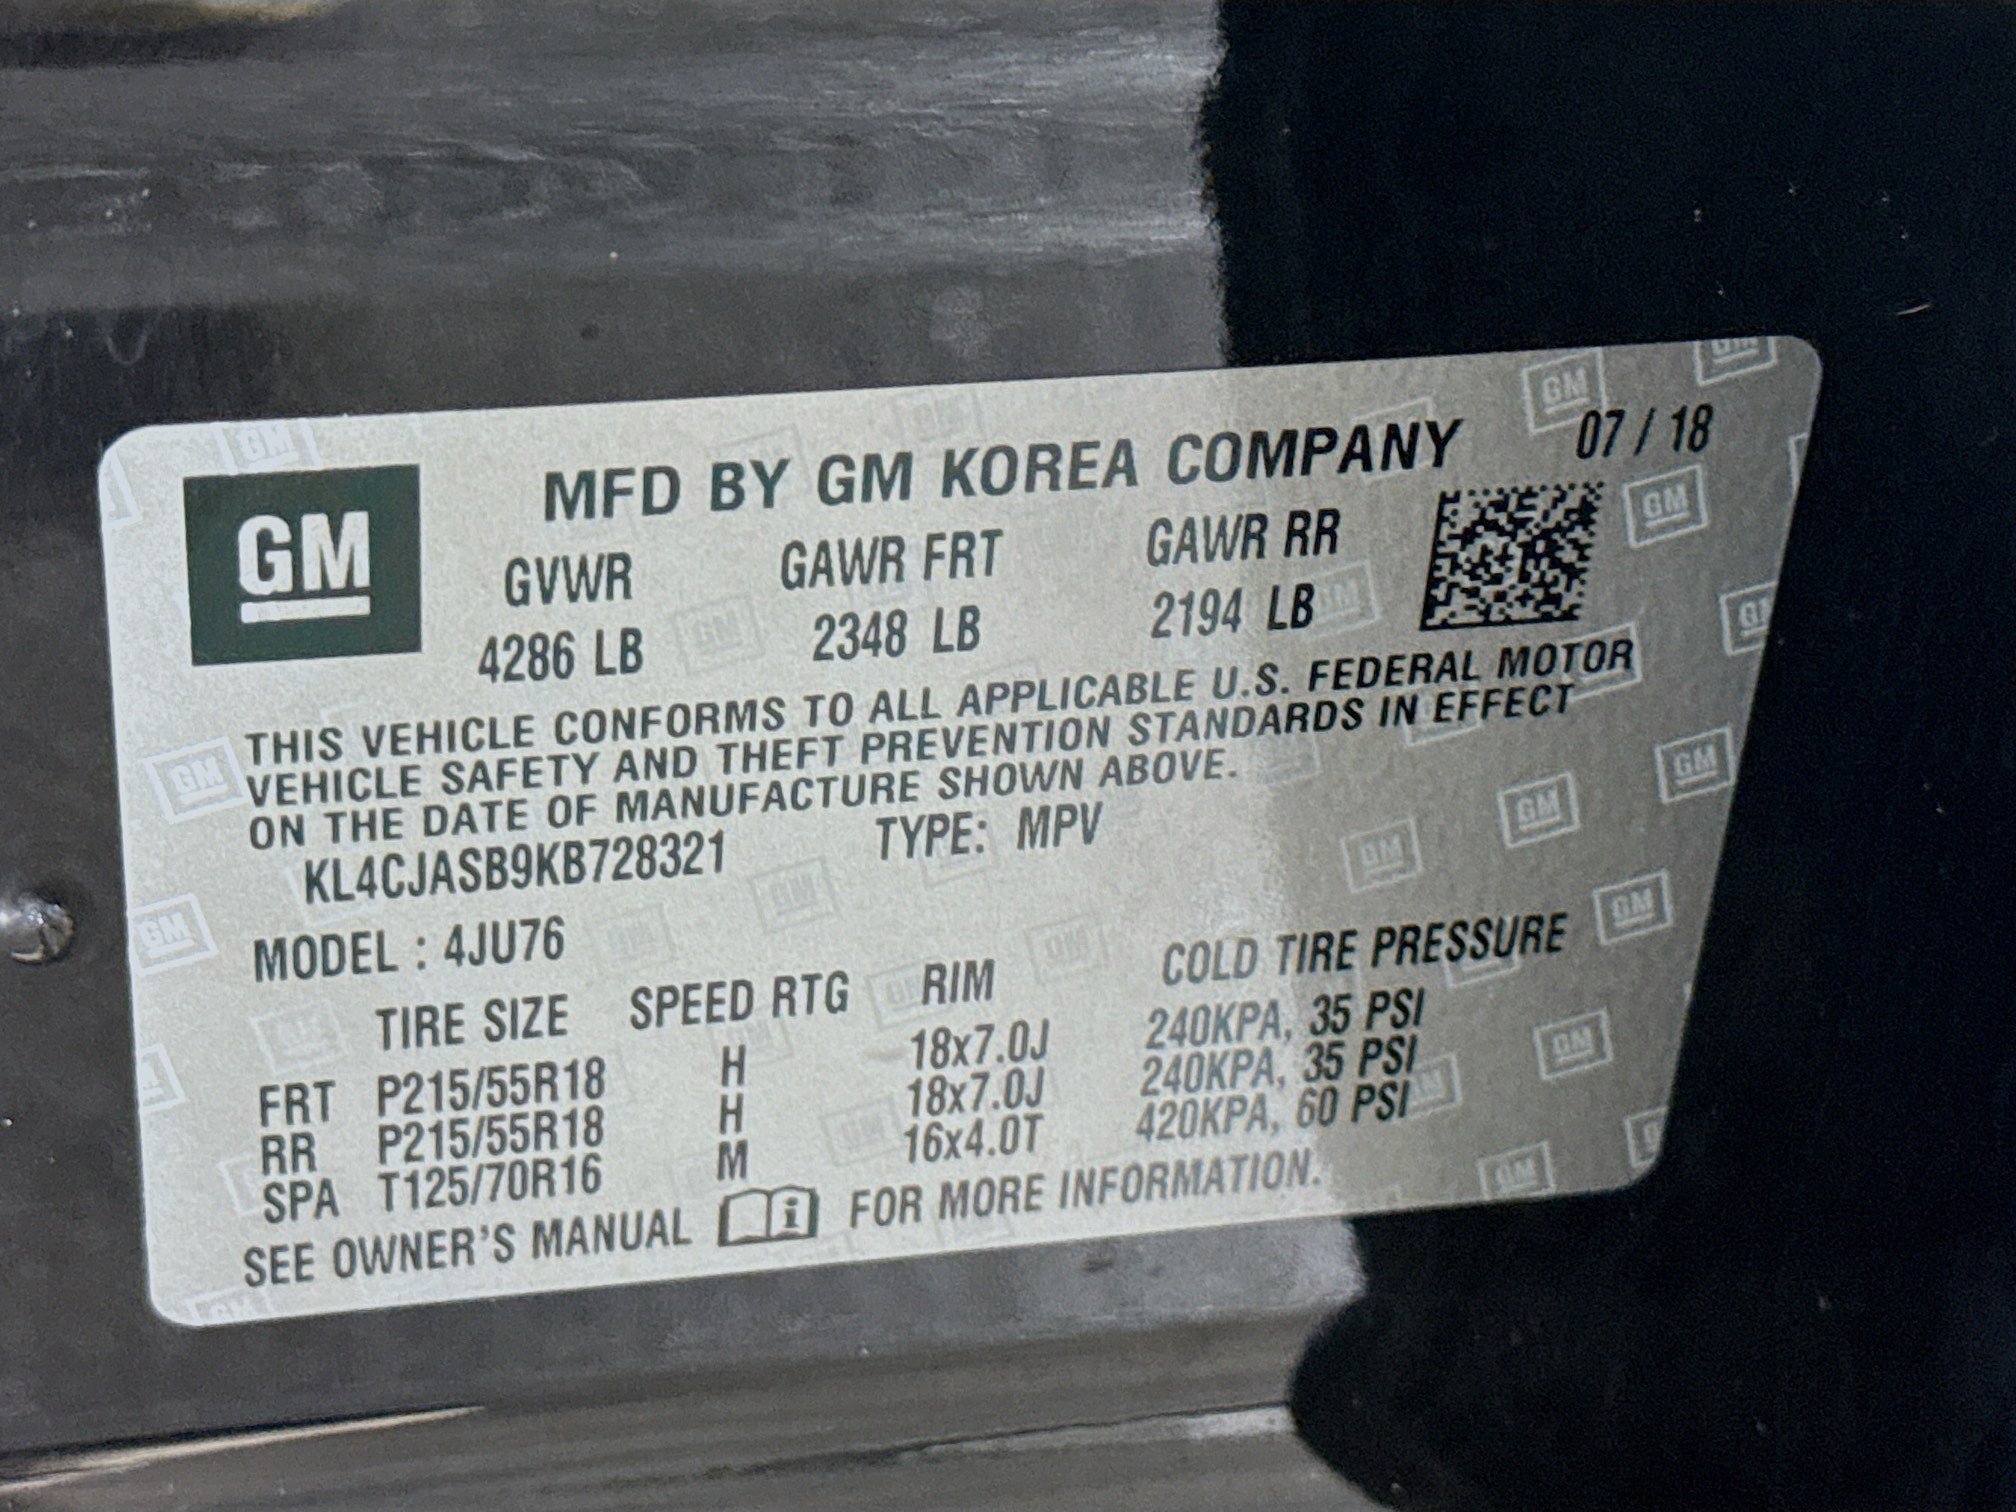 GM
MFD BY GM KOREA COMPANY 07 / 18
GVWR GAWR FRT GAWR RR
4286 LB 2348 LB 2194 LB
THIS VEHICLE CONFORMS TO ALL APPLICABLE U.S. FEDERAL MOTOR
VEHICLE SAFETY AND THEFT PREVENTION STANDARDS IN EFFECT
ON THE DATE OF MANUFACTURE SHOWN ABOVE.
KL4CJASB9KB728321 TYPE: MPV
MODEL : 4JU76
TIRE SIZE SPEED RTG RIM COLD TIRE PRESSURE
FRT P215/55R18 H 18x7.0J 240KPA, 35 PSI
RR P215/55R18 H 18x7.0J 240KPA, 35 PSI
SPA T125/70R16 M 16x4.0T 420KPA, 60 PSI
SEE OWNER'S MANUAL i FOR MORE INFORMATION.